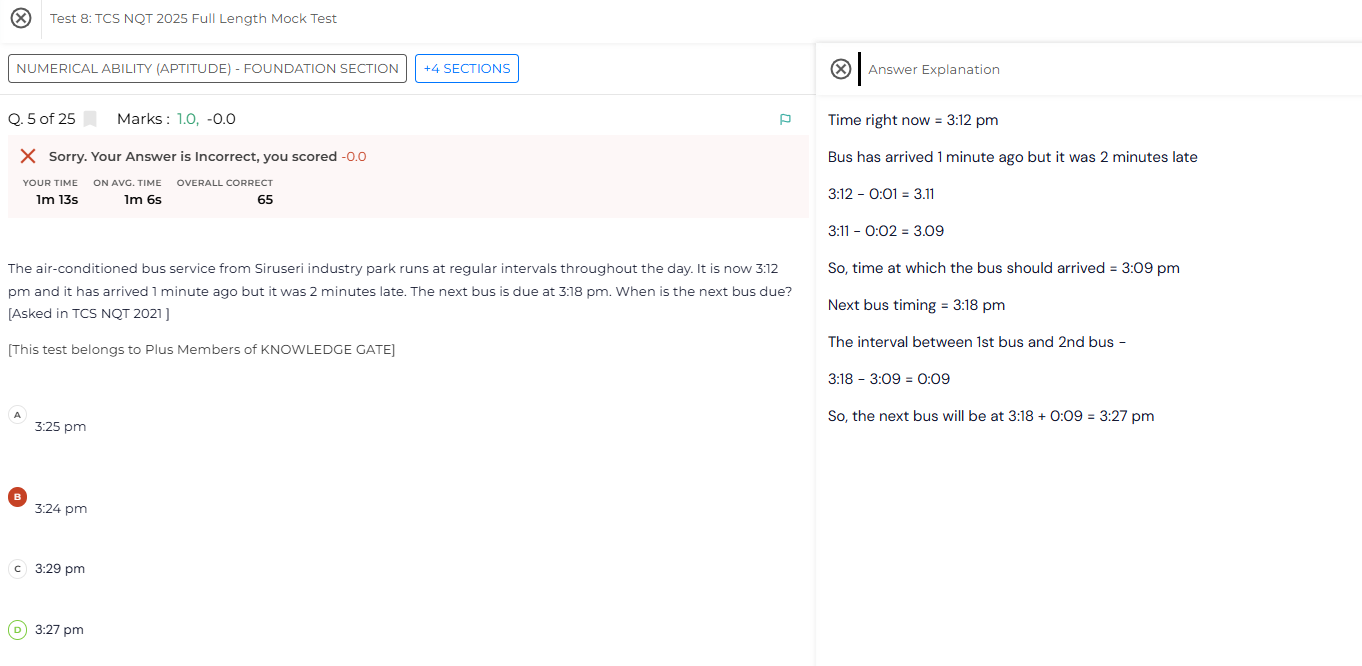 Test 8: TCS NQT 2025 Full Length Mock Test
NUMERICAL ABILITY (APTITUDE) - FOUNDATION SECTION
+4 SECTIONS
Q. 5 of 25
Marks : 1.0, -0.0
Sorry. Your Answer is Incorrect, you scored -0.0
YOUR TIME ON AVG. TIME OVERALL CORRECT
1m 13s 1m 6s 65
The air-conditioned bus service from Siruseri industry park runs at regular intervals throughout the day. It is now 3:12
pm and it has arrived 1 minute ago but it was 2 minutes late. The next bus is due at 3:18 pm. When is the next bus due?
[Asked in TCS NQT 2021 ]
[This test belongs to Plus Members of KNOWLEDGE GATE]
A
3:25 pm
B
3:24 pm
C 3:29 pm
D 3:27 pm
Answer Explanation
Time right now = 3:12 pm
Bus has arrived 1 minute ago but it was 2 minutes late
3:12 - 0:01 = 3.11
3:11 - 0:02 = 3.09
So, time at which the bus should arrived = 3:09 pm
Next bus timing = 3:18 pm
The interval between 1st bus and 2nd bus -
3:18 - 3:09 = 0:09
So, the next bus will be at 3:18 + 0:09 = 3:27 pm